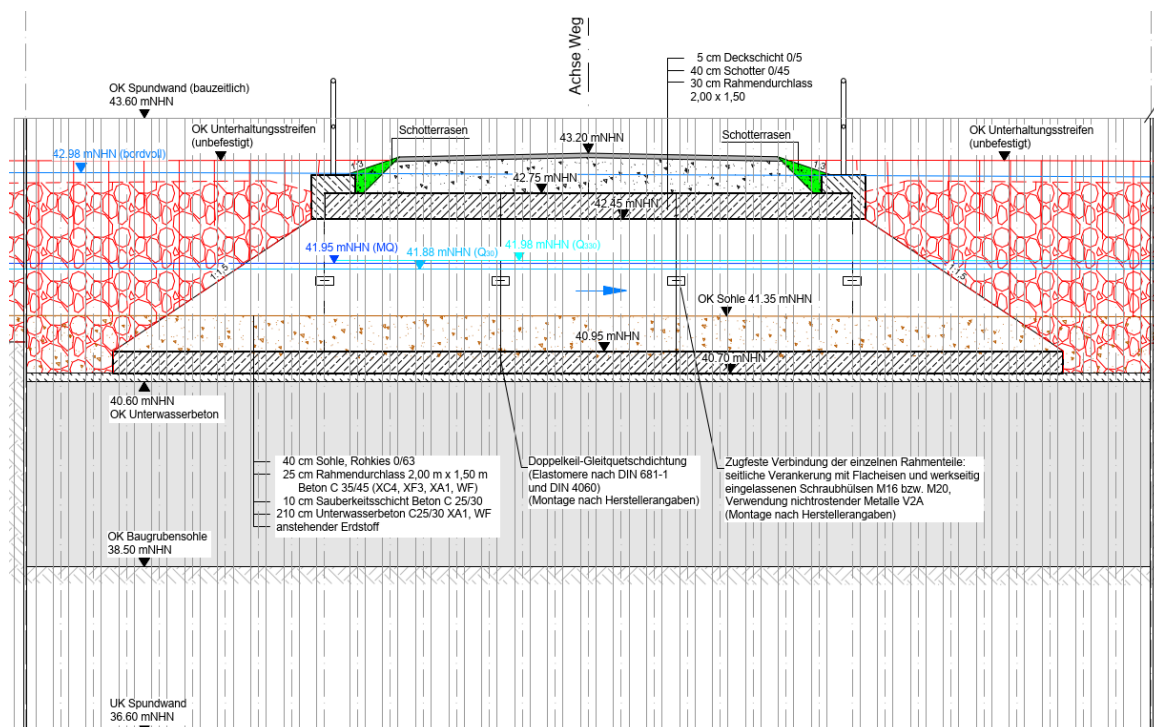 Achse Weg
5 cm Deckschicht 0/5
40 cm Schotter 0/45
30 cm Rahmendurchlass
2,00 x 1,50
OK Spundwand (bauzeitlich)
43.60 mNHN
OK Unterhaltungsstreifen
(unbefestigt)
Schotterrasen
43.20 mNHN
Schotterrasen
OK Unterhaltungsstreifen
(unbefestigt)
42.98 mNHN (bordvoll)
1:3
1:3
42.75 mNHN
42.45 mNHN
41.95 mNHN (MQ)
41.88 mNHN (Q30)
41.98 mNHN (Q330)
1:1,5
1:1,5
OK Sohle 41.35 mNHN
40.95 mNHN
40.70 mNHN
40.60 mNHN
OK Unterwasserbeton
40 cm Sohle, Rohkies 0/63
25 cm Rahmendurchlass 2,00 m x 1,50 m
Beton C 35/45 (XC4, XF3, XA1, WF)
10 cm Sauberkeitsschicht Beton C 25/30
210 cm Unterwasserbeton C25/30 XA1, WF
anstehender Erdstoff
Doppelkeil-Gleitquetschdichtung
(Elastomere nach DIN 681-1
und DIN 4060)
(Montage nach Herstellerangaben)
Zugfeste Verbindung der einzelnen Rahmenteile:
seitliche Verankerung mit Flacheisen und werkseitig
eingelassenen Schraubhülsen M16 bzw. M20,
Verwendung nichtrostender Metalle V2A
(Montage nach Herstellerangaben)
OK Baugrubensohle
38.50 mNHN
UK Spundwand
36.60 mNHN